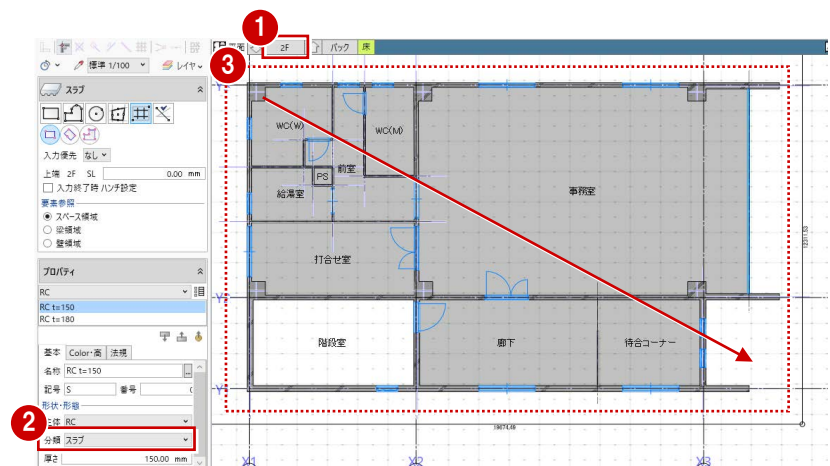 1
2F バック 床
3
標準 1/100 レイヤ
スラブ
入力優先 なし
上端 2F SL 0.00 mm
入力終了時 ハンチ設定
要素参照
スペース領域
梁領域
壁領域
プロパティ
RC
RC t=150
RC t=180
基本 Color・高 法規
名称 RC t=150 ...
記号 S 番号
形状・形態
2
主体 RC
分類 スラブ
厚さ 150.00 mm
WC(W)
WC(M)
前室
PS
給湯室
事務室
打合せ室
階段室
廊下
待合コーナー
12311.53
19674.49
X1 X2 X3